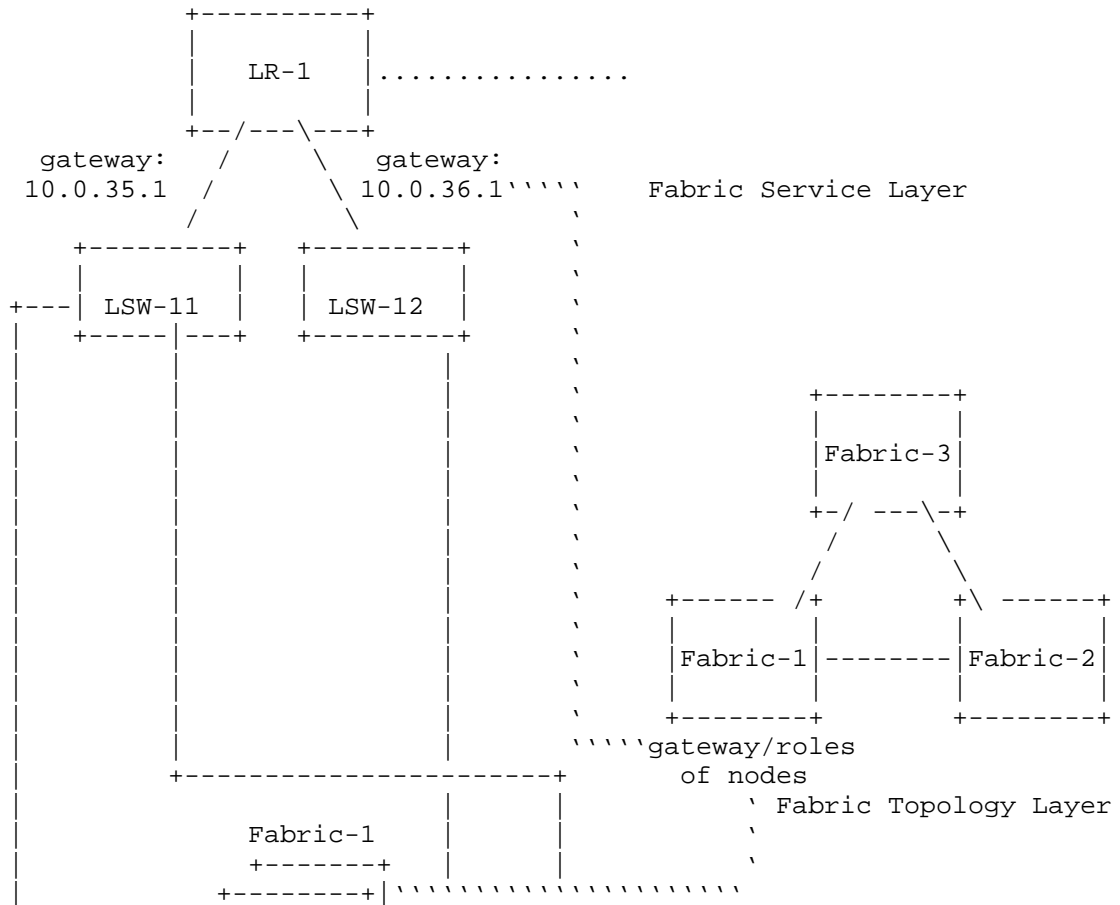 LR-1
gateway: gateway:
10.0.35.1 10.0.36.1 Fabric Service Layer
LSW-11 LSW-12
Fabric-3
Fabric-1 Fabric-2
gateway/roles
of nodes
Fabric Topology Layer
Fabric-1